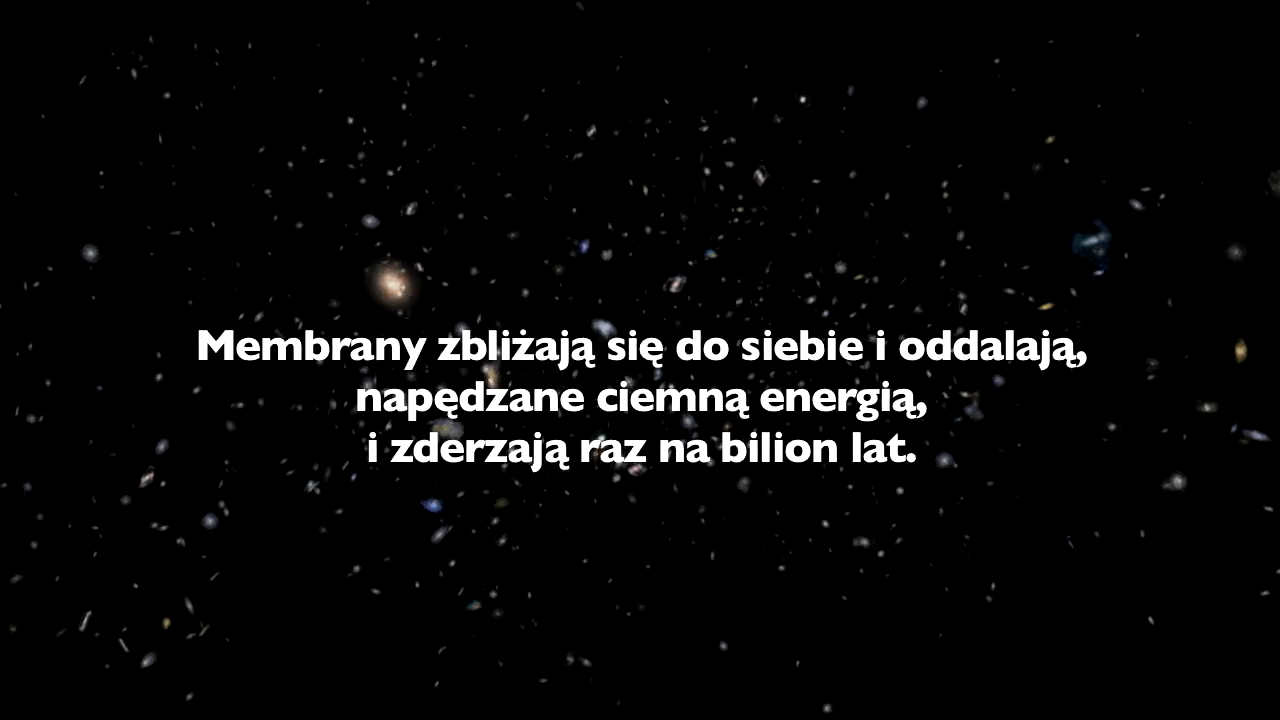 Membrany zbliżają się do siebie i oddalają,
napędzane ciemną energią,
i zderzają raz na bilion lat.